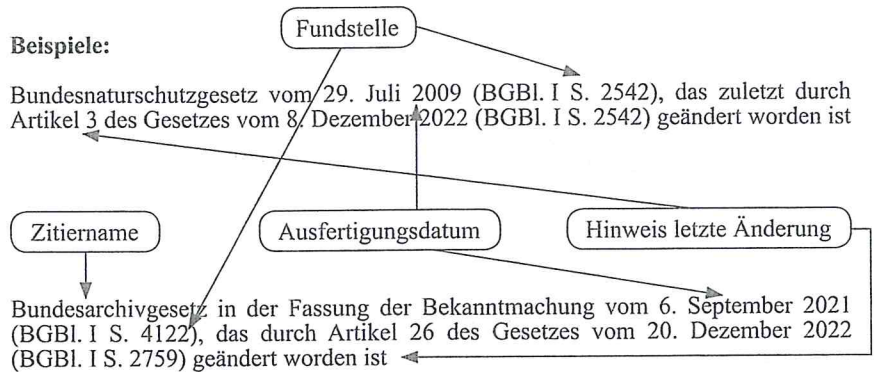 Fundstelle
Beispiele:
Bundesnaturschutzgesetz vom 29. Juli 2009 (BGBl. I S. 2542), das zuletzt durch
Artikel 3 des Gesetzes vom 8. Dezember 2022 (BGBl. I S. 2542) geändert worden ist
Zitiername
Ausfertigungsdatum
Hinweis letzte Änderung
Bundesarchivgesetz in der Fassung der Bekanntmachung vom 6. September 2021
(BGBl. I S. 4122), das durch Artikel 26 des Gesetzes vom 20. Dezember 2022
(BGBl. I S. 2759) geändert worden ist